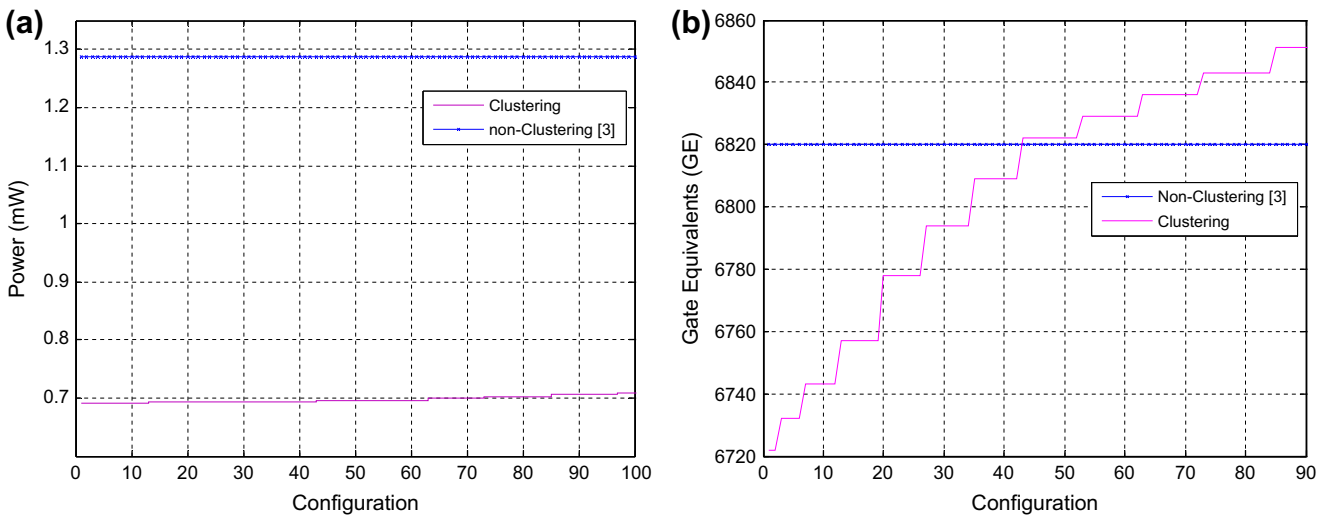 (a)
1.3
1.2
1.1
1
0.9
0.8
0.7
0 10 20 30 40 50 60 70 80 90 100
Power (mW)
Configuration
Clustering
non-Clustering [3]
(b)
6860
6840
6820
6800
6780
6760
6740
6720
0 10 20 30 40 50 60 70 80 90
Gate Equivalents (GE)
Configuration
Non-Clustering [3]
Clustering